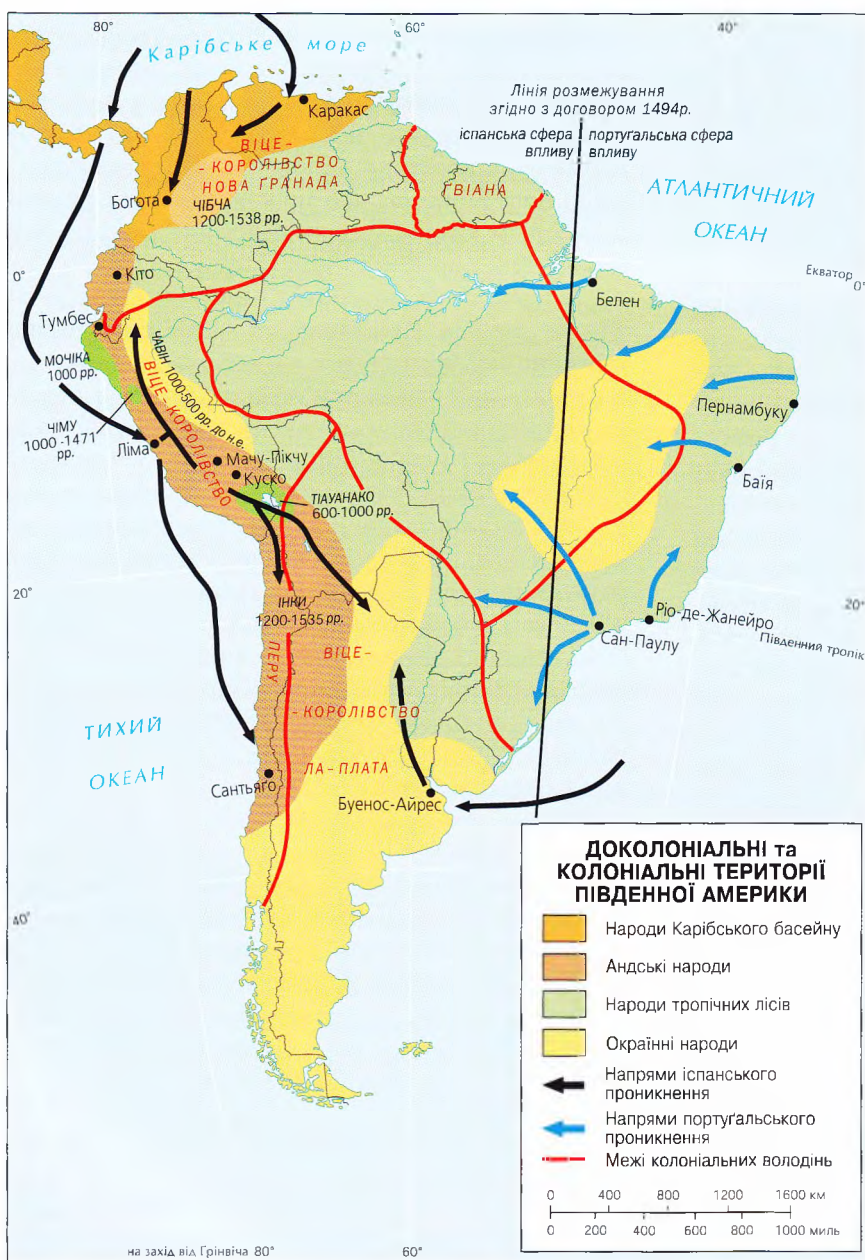 80°
60°
40°
Карібське море
Каракас
Лінія розмежування
згідно з договором 1494р.
іспанська сфера
впливу
португальська сфера
впливу
ВІЦЕ-
-КОРОЛІВСТВО
НОВА ҐРАНАДА
ҐВІАНА
АТЛАНТИЧНИЙ
ОКЕАН
Боґота
ЧІБЧА
1200-1538 рр.
0°
Кіто
Екватор
0°
Белен
Тумбес
МОЧІКА
1000 рр.
ЧАВІН 1000-500 рр. до н.е.
ВІЦЕ-КОРОЛІВСТВО
Пернамбуку
ЧІМУ
1000 -1471
рр.
Ліма
Мачу-Пікчу
Куско
Баїя
ТІАУАНАКО
600-1000 рр.
20°
20°
ІНКИ
1200-1535 рр.
Ріо-де-Жанейро
Сан-Паулу
Південний тропік
ПЕРУ
ВІЦЕ-
-КОРОЛІВСТВО
ТИХИЙ
ОКЕАН
ЛА-ПЛАТА
Сантьяґо
Буенос-Айрес
40°
ДОКОЛОНІАЛЬНІ та
КОЛОНІАЛЬНІ ТЕРИТОРІЇ
ПІВДЕННОЇ АМЕРИКИ
Народи Карібського басейну
Андські народи
Народи тропічних лісів
Окраїнні народи
Напрями іспанського
проникнення
Напрями портуґальського
проникнення
Межі колоніальних володінь
0 400 800 1200 1600 км
0 200 400 600 800 1000 миль
на захід від Ґрінвіча 80°
60°